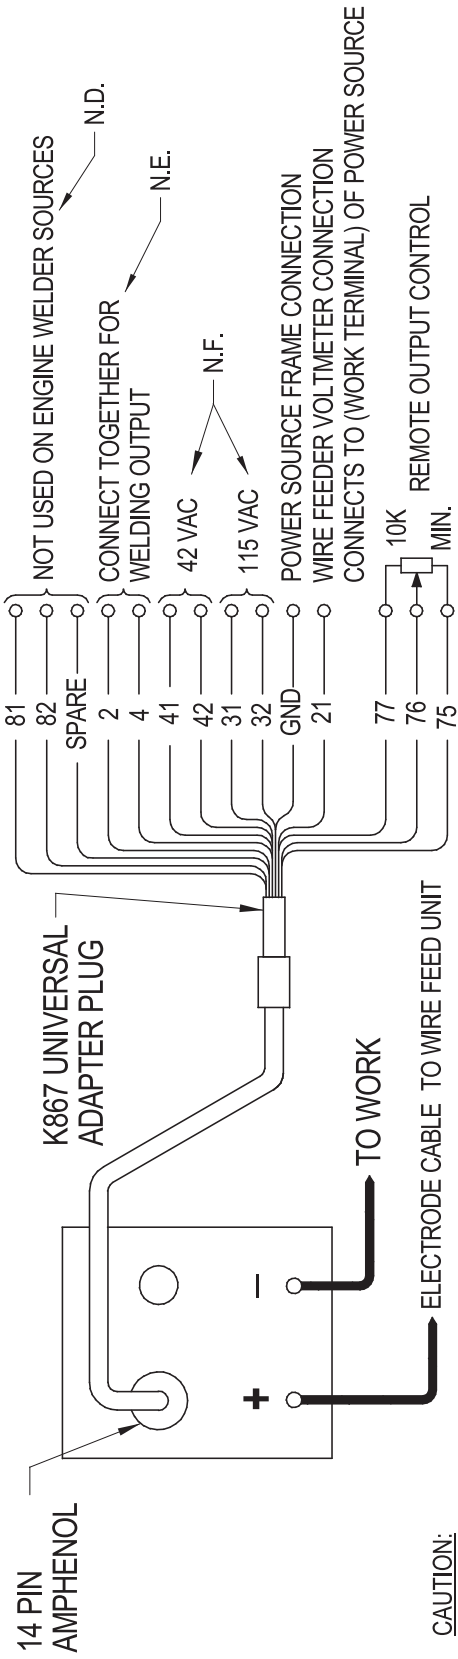 14 PIN
AMPHENOL
K867 UNIVERSAL
ADAPTER PLUG
81
82
SPARE
2
4
41
42
31
32
GND
21
77
76
75
NOT USED ON ENGINE WELDER SOURCES
N.D.
CONNECT TOGETHER FOR
WELDING OUTPUT
N.E.
42 VAC
115 VAC
N.F.
POWER SOURCE FRAME CONNECTION
WIRE FEEDER VOLTMETER CONNECTION
CONNECTS TO (WORK TERMINAL) OF POWER SOURCE
10K
REMOTE OUTPUT CONTROL
MIN.
+
–
TO WORK
ELECTRODE CABLE TO WIRE FEED UNIT
CAUTION: